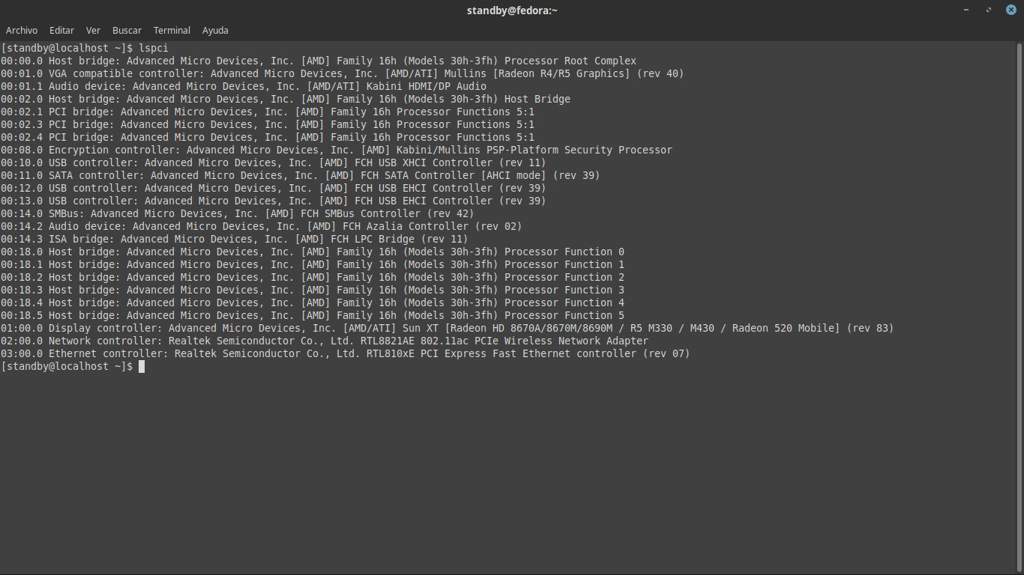 standby@fedora:~
Archivo Editar Ver Buscar Terminal Ayuda
[standby@localhost ~]$ lspci
00:00.0 Host bridge: Advanced Micro Devices, Inc. [AMD] Family 16h (Models 30h-3fh) Processor Root Complex
00:01.0 VGA compatible controller: Advanced Micro Devices, Inc. [AMD/ATI] Mullins [Radeon R4/R5 Graphics] (rev 40)
00:01.1 Audio device: Advanced Micro Devices, Inc. [AMD/ATI] Kabini HDMI/DP Audio
00:02.0 Host bridge: Advanced Micro Devices, Inc. [AMD] Family 16h (Models 30h-3fh) Host Bridge
00:02.1 PCI bridge: Advanced Micro Devices, Inc. [AMD] Family 16h Processor Functions 5:1
00:02.3 PCI bridge: Advanced Micro Devices, Inc. [AMD] Family 16h Processor Functions 5:1
00:02.4 PCI bridge: Advanced Micro Devices, Inc. [AMD] Family 16h Processor Functions 5:1
00:08.0 Encryption controller: Advanced Micro Devices, Inc. [AMD] Kabini/Mullins PSP-Platform Security Processor
00:10.0 USB controller: Advanced Micro Devices, Inc. [AMD] FCH USB XHCI Controller (rev 11)
00:11.0 SATA controller: Advanced Micro Devices, Inc. [AMD] FCH SATA Controller [AHCI mode] (rev 39)
00:12.0 USB controller: Advanced Micro Devices, Inc. [AMD] FCH USB EHCI Controller (rev 39)
00:13.0 USB controller: Advanced Micro Devices, Inc. [AMD] FCH USB EHCI Controller (rev 39)
00:14.0 SMBus: Advanced Micro Devices, Inc. [AMD] FCH SMBus Controller (rev 42)
00:14.2 Audio device: Advanced Micro Devices, Inc. [AMD] FCH Azalia Controller (rev 02)
00:14.3 ISA bridge: Advanced Micro Devices, Inc. [AMD] FCH LPC Bridge (rev 11)
00:18.0 Host bridge: Advanced Micro Devices, Inc. [AMD] Family 16h (Models 30h-3fh) Processor Function 0
00:18.1 Host bridge: Advanced Micro Devices, Inc. [AMD] Family 16h (Models 30h-3fh) Processor Function 1
00:18.2 Host bridge: Advanced Micro Devices, Inc. [AMD] Family 16h (Models 30h-3fh) Processor Function 2
00:18.3 Host bridge: Advanced Micro Devices, Inc. [AMD] Family 16h (Models 30h-3fh) Processor Function 3
00:18.4 Host bridge: Advanced Micro Devices, Inc. [AMD] Family 16h (Models 30h-3fh) Processor Function 4
00:18.5 Host bridge: Advanced Micro Devices, Inc. [AMD] Family 16h (Models 30h-3fh) Processor Function 5
01:00.0 Display controller: Advanced Micro Devices, Inc. [AMD/ATI] Sun XT [Radeon HD 8670A/8670M/8690M / R5 M330 / M430 / Radeon 520 Mobile] (rev 83)
02:00.0 Network controller: Realtek Semiconductor Co., Ltd. RTL8821AE 802.11ac PCIe Wireless Network Adapter
03:00.0 Ethernet controller: Realtek Semiconductor Co., Ltd. RTL810xE PCI Express Fast Ethernet controller (rev 07)
[standby@localhost ~]$